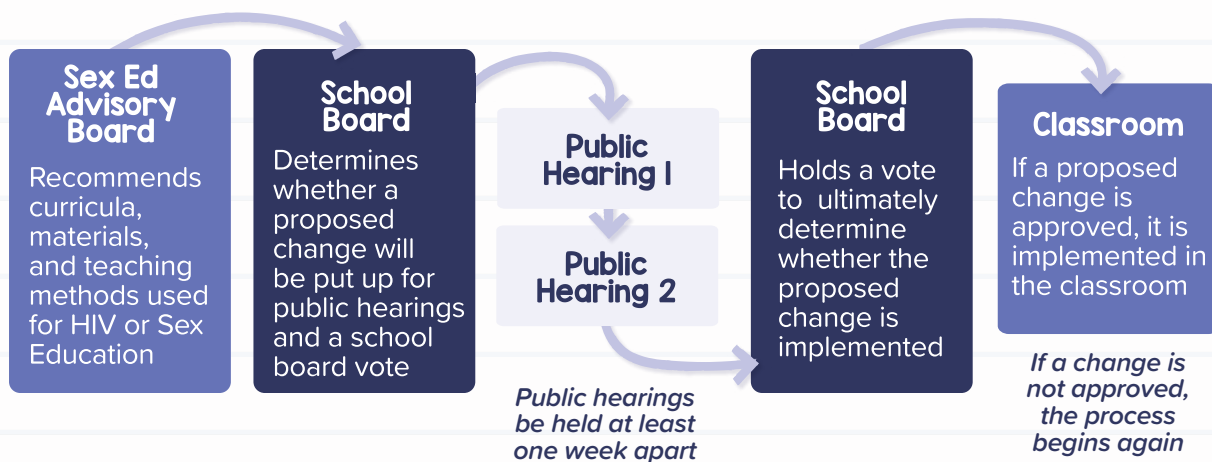 Sex Ed
Advisory
Board
Recommends
curricula,
materials,
and teaching
methods used
for HIV or Sex
Education
School
Board
Determines
whether a
proposed
change will
be put up for
public hearings
and a school
board vote
Public
Hearing 1
Public
Hearing 2
Public hearings
be held at least
one week apart
School
Board
Holds a vote
to ultimately
determine
whether the
proposed
change is
implemented
Classroom
If a proposed
change is
approved, it is
implemented in
the classroom
If a change is
not approved,
the process
begins again